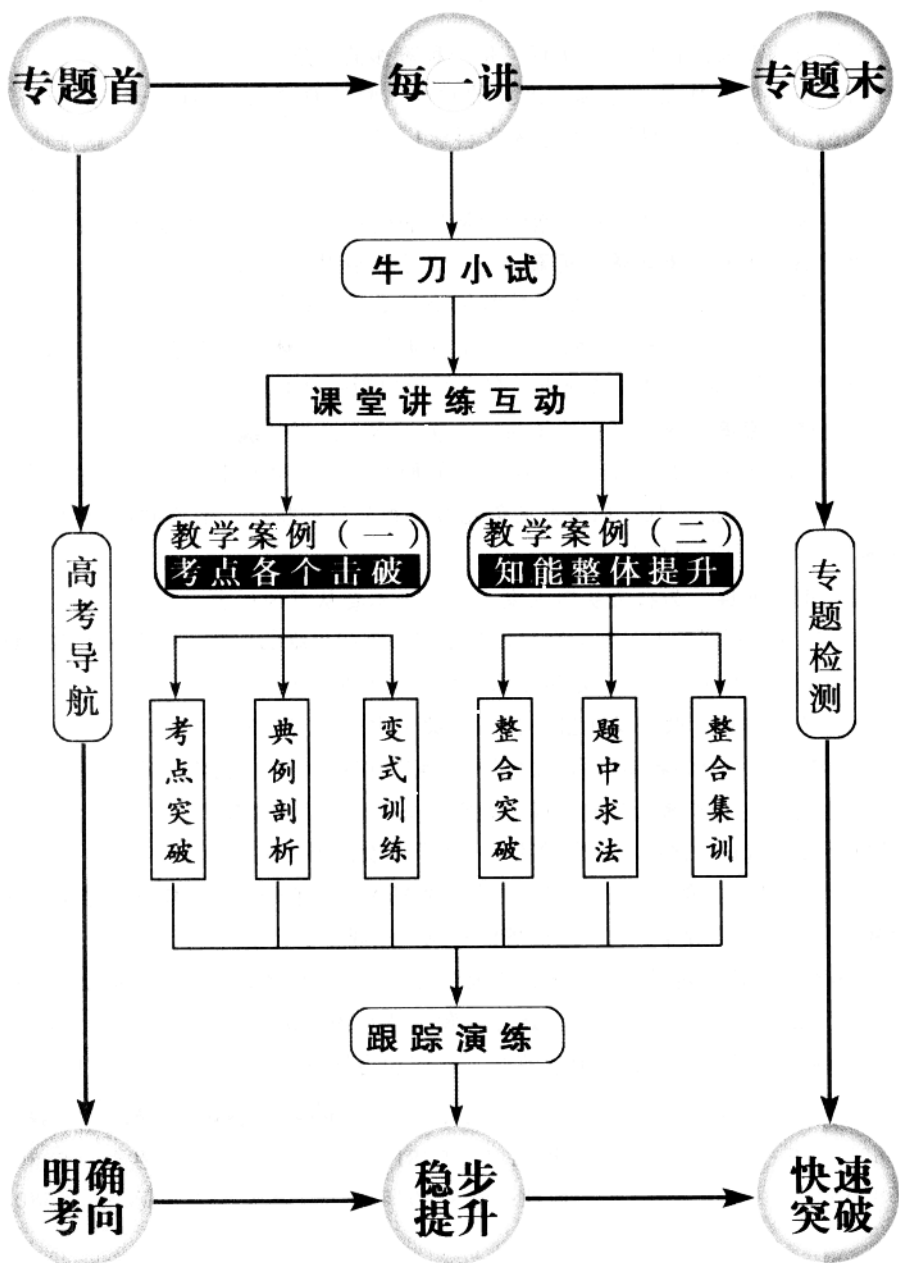 专题首
每一讲
专题末
牛刀小试
课堂讲练互动
教学案例(一)
考点各个击破
教学案例(二)
知能整体提升
高考导航
专题检测
考点突破
典例剖析
变式训练
整合突破
题中求法
整合集训
跟踪演练
明确
考向
稳步
提升
快速
突破